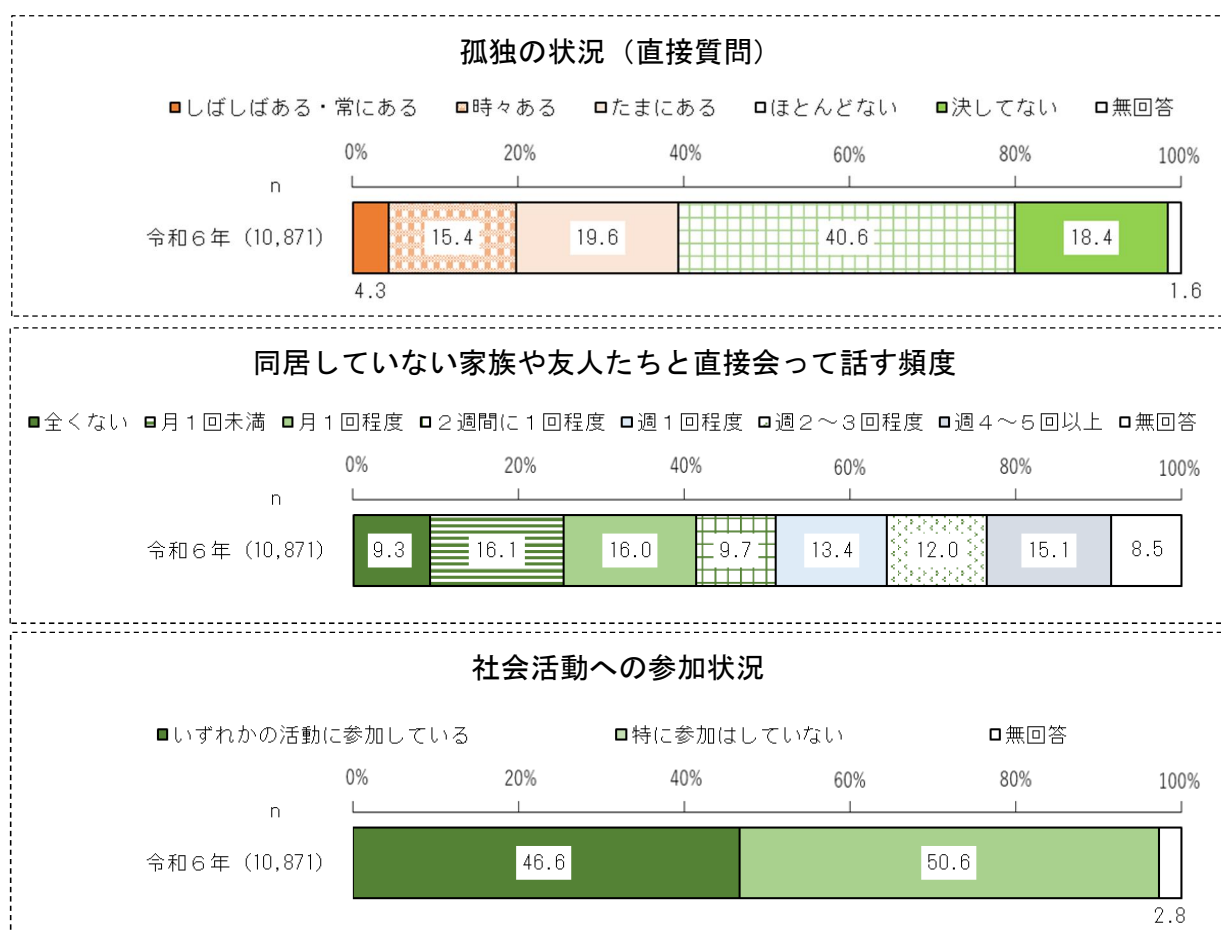 孤独の状況（直接質問）
■しばしばある・常にある ■時々ある □たまにある □ほとんどない ■決してない □無回答
0% 20% 40% 60% 80% 100%
n
令和６年（10,871） 15.4 19.6 40.6 18.4
4.3 1.6
同居していない家族や友人たちと直接会って話す頻度
■全くない ■月１回未満 ■月１回程度 □２週間に１回程度 □週１回程度 □週２～３回程度 □週４～５回以上 □無回答
0% 20% 40% 60% 80% 100%
n
令和６年（10,871） 9.3 16.1 16.0 9.7 13.4 12.0 15.1 8.5
社会活動への参加状況
■いずれかの活動に参加している □特に参加はしていない □無回答
0% 20% 40% 60% 80% 100%
n
令和６年（10,871） 46.6 50.6
2.8